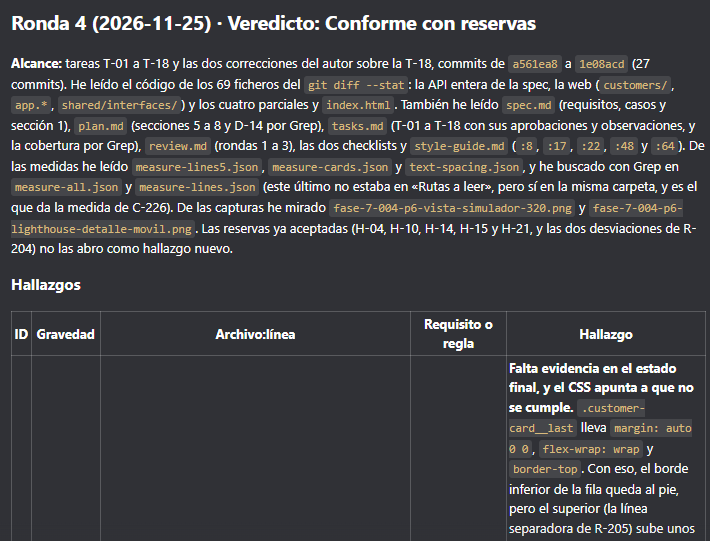 Ronda 4 (2026-11-25) · Veredicto: Conforme con reservas
Alcance: tareas T-01 a T-18 y las dos correcciones del autor sobre la T-18, commits de a561ea8 a 1e08acd (27
commits). He leído el código de los 69 ficheros del git diff --stat: la API entera de la spec, la web (customers/,
app.*, shared/interfaces/) y los cuatro parciales y index.html. También he leído spec.md (requisitos, casos y
sección 1), plan.md (secciones 5 a 8 y D-14 por Grep), tasks.md (T-01 a T-18 con sus aprobaciones y observaciones, y
la cobertura por Grep), review.md (rondas 1 a 3), las dos checklists y style-guide.md (:8, :17, :22, :48 y :64). De
las medidas he leído measure-lines5.json, measure-cards.json y text-spacing.json, y he buscado con Grep en
measure-all.json y measure-lines.json (este último no estaba en «Rutas a leer», pero sí en la misma carpeta, y es el
que da la medida de C-226). De las capturas he mirado fase-7-004-p6-vista-simulador-320.png y fase-7-004-p6-
lighthouse-detalle-movil.png. Las reservas ya aceptadas (H-04, H-10, H-14, H-15 y H-21, y las dos desviaciones de R-
204) no las abro como hallazgo nuevo.
Hallazgos
ID Gravedad Archivo:línea Requisito o regla Hallazgo
Falta evidencia en el estado
final, y el CSS apunta a que no
se cumple. .customer-
card__last lleva margin: auto
0 0, flex-wrap: wrap y
border-top. Con eso, el borde
inferior de la fila queda al pie,
pero el superior (la línea
separadora de R-205) sube unos